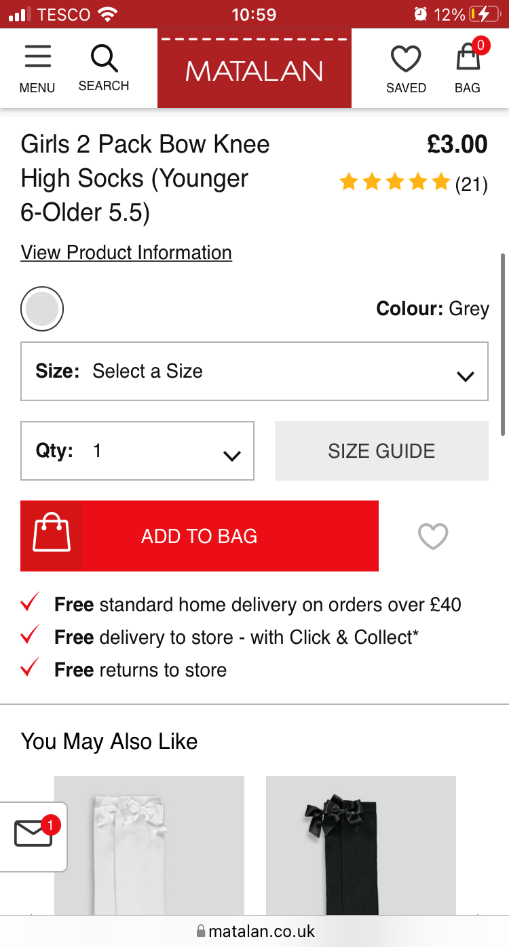 TESCO 10:59 12%
MENU SEARCH MATALAN SAVED BAG 0
Girls 2 Pack Bow Knee
High Socks (Younger
6-Older 5.5)
£3.00
(21)
View Product Information
Colour: Grey
Size: Select a Size
Qty: 1
SIZE GUIDE
ADD TO BAG
Free standard home delivery on orders over £40
Free delivery to store - with Click & Collect*
Free returns to store
You May Also Like
1
matalan.co.uk